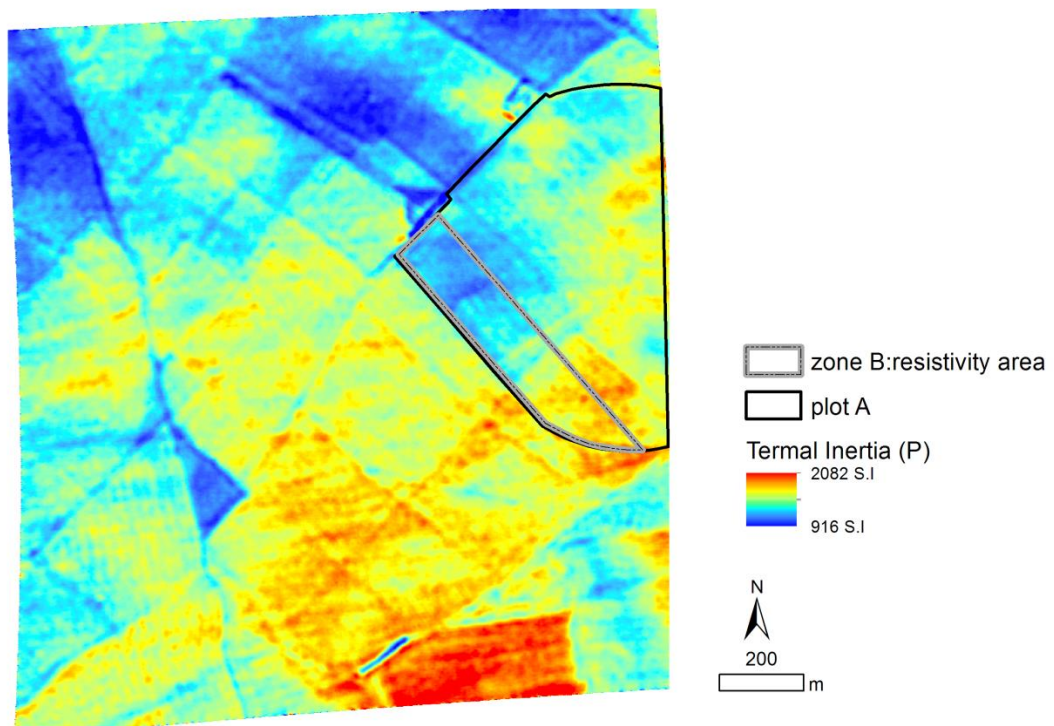 zone B:resistivity area
plot A
Termal Inertia (P)
2082 S.I
916 S.I
N
200
m